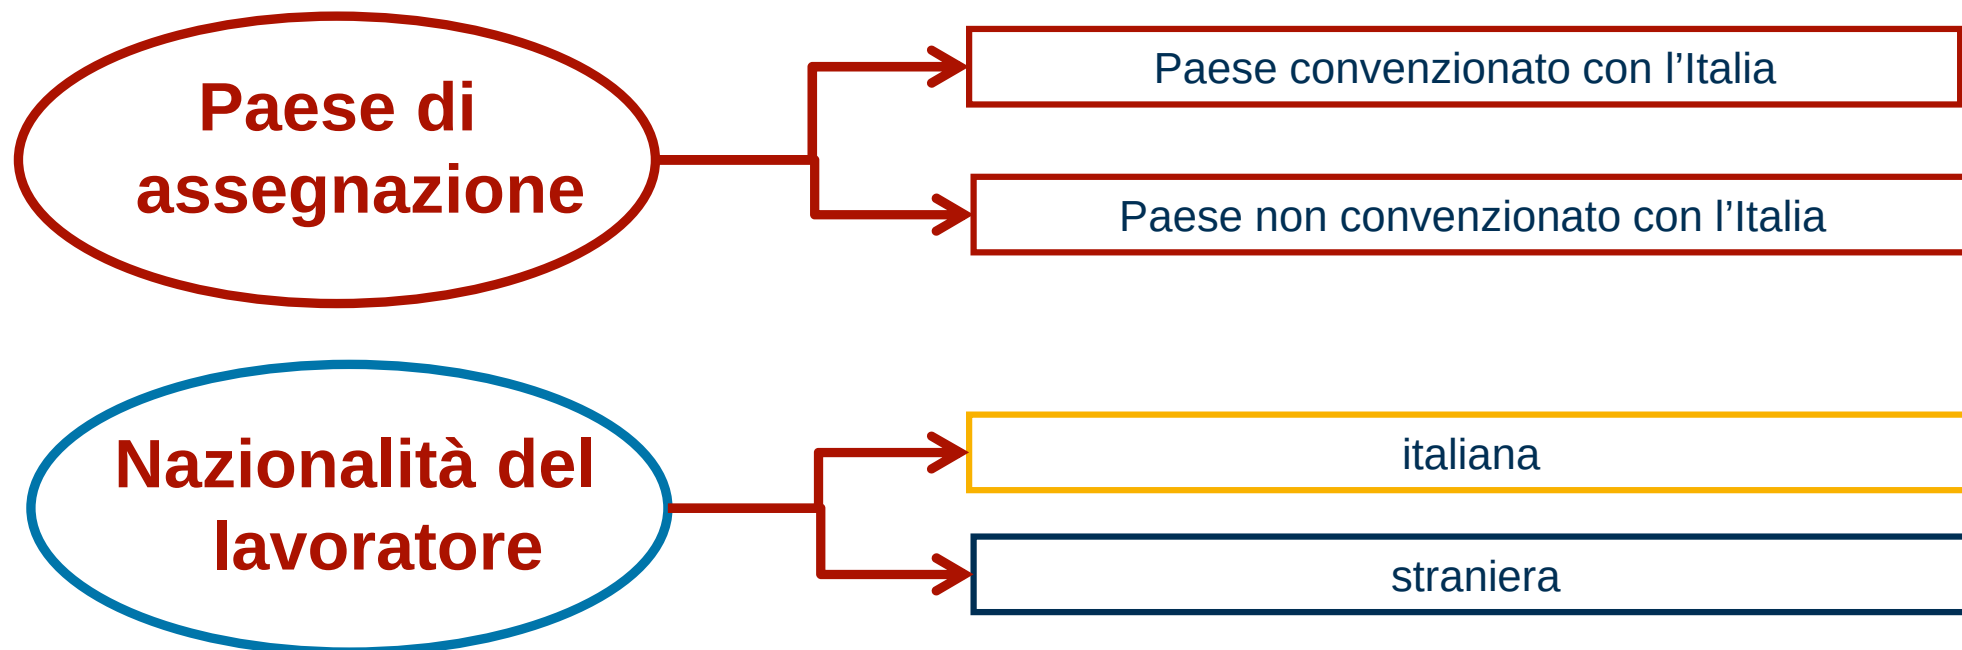 Paese di
assegnazione
Paese convenzionato con l’Italia
Paese non convenzionato con l’Italia
Nazionalità del
lavoratore
italiana
straniera